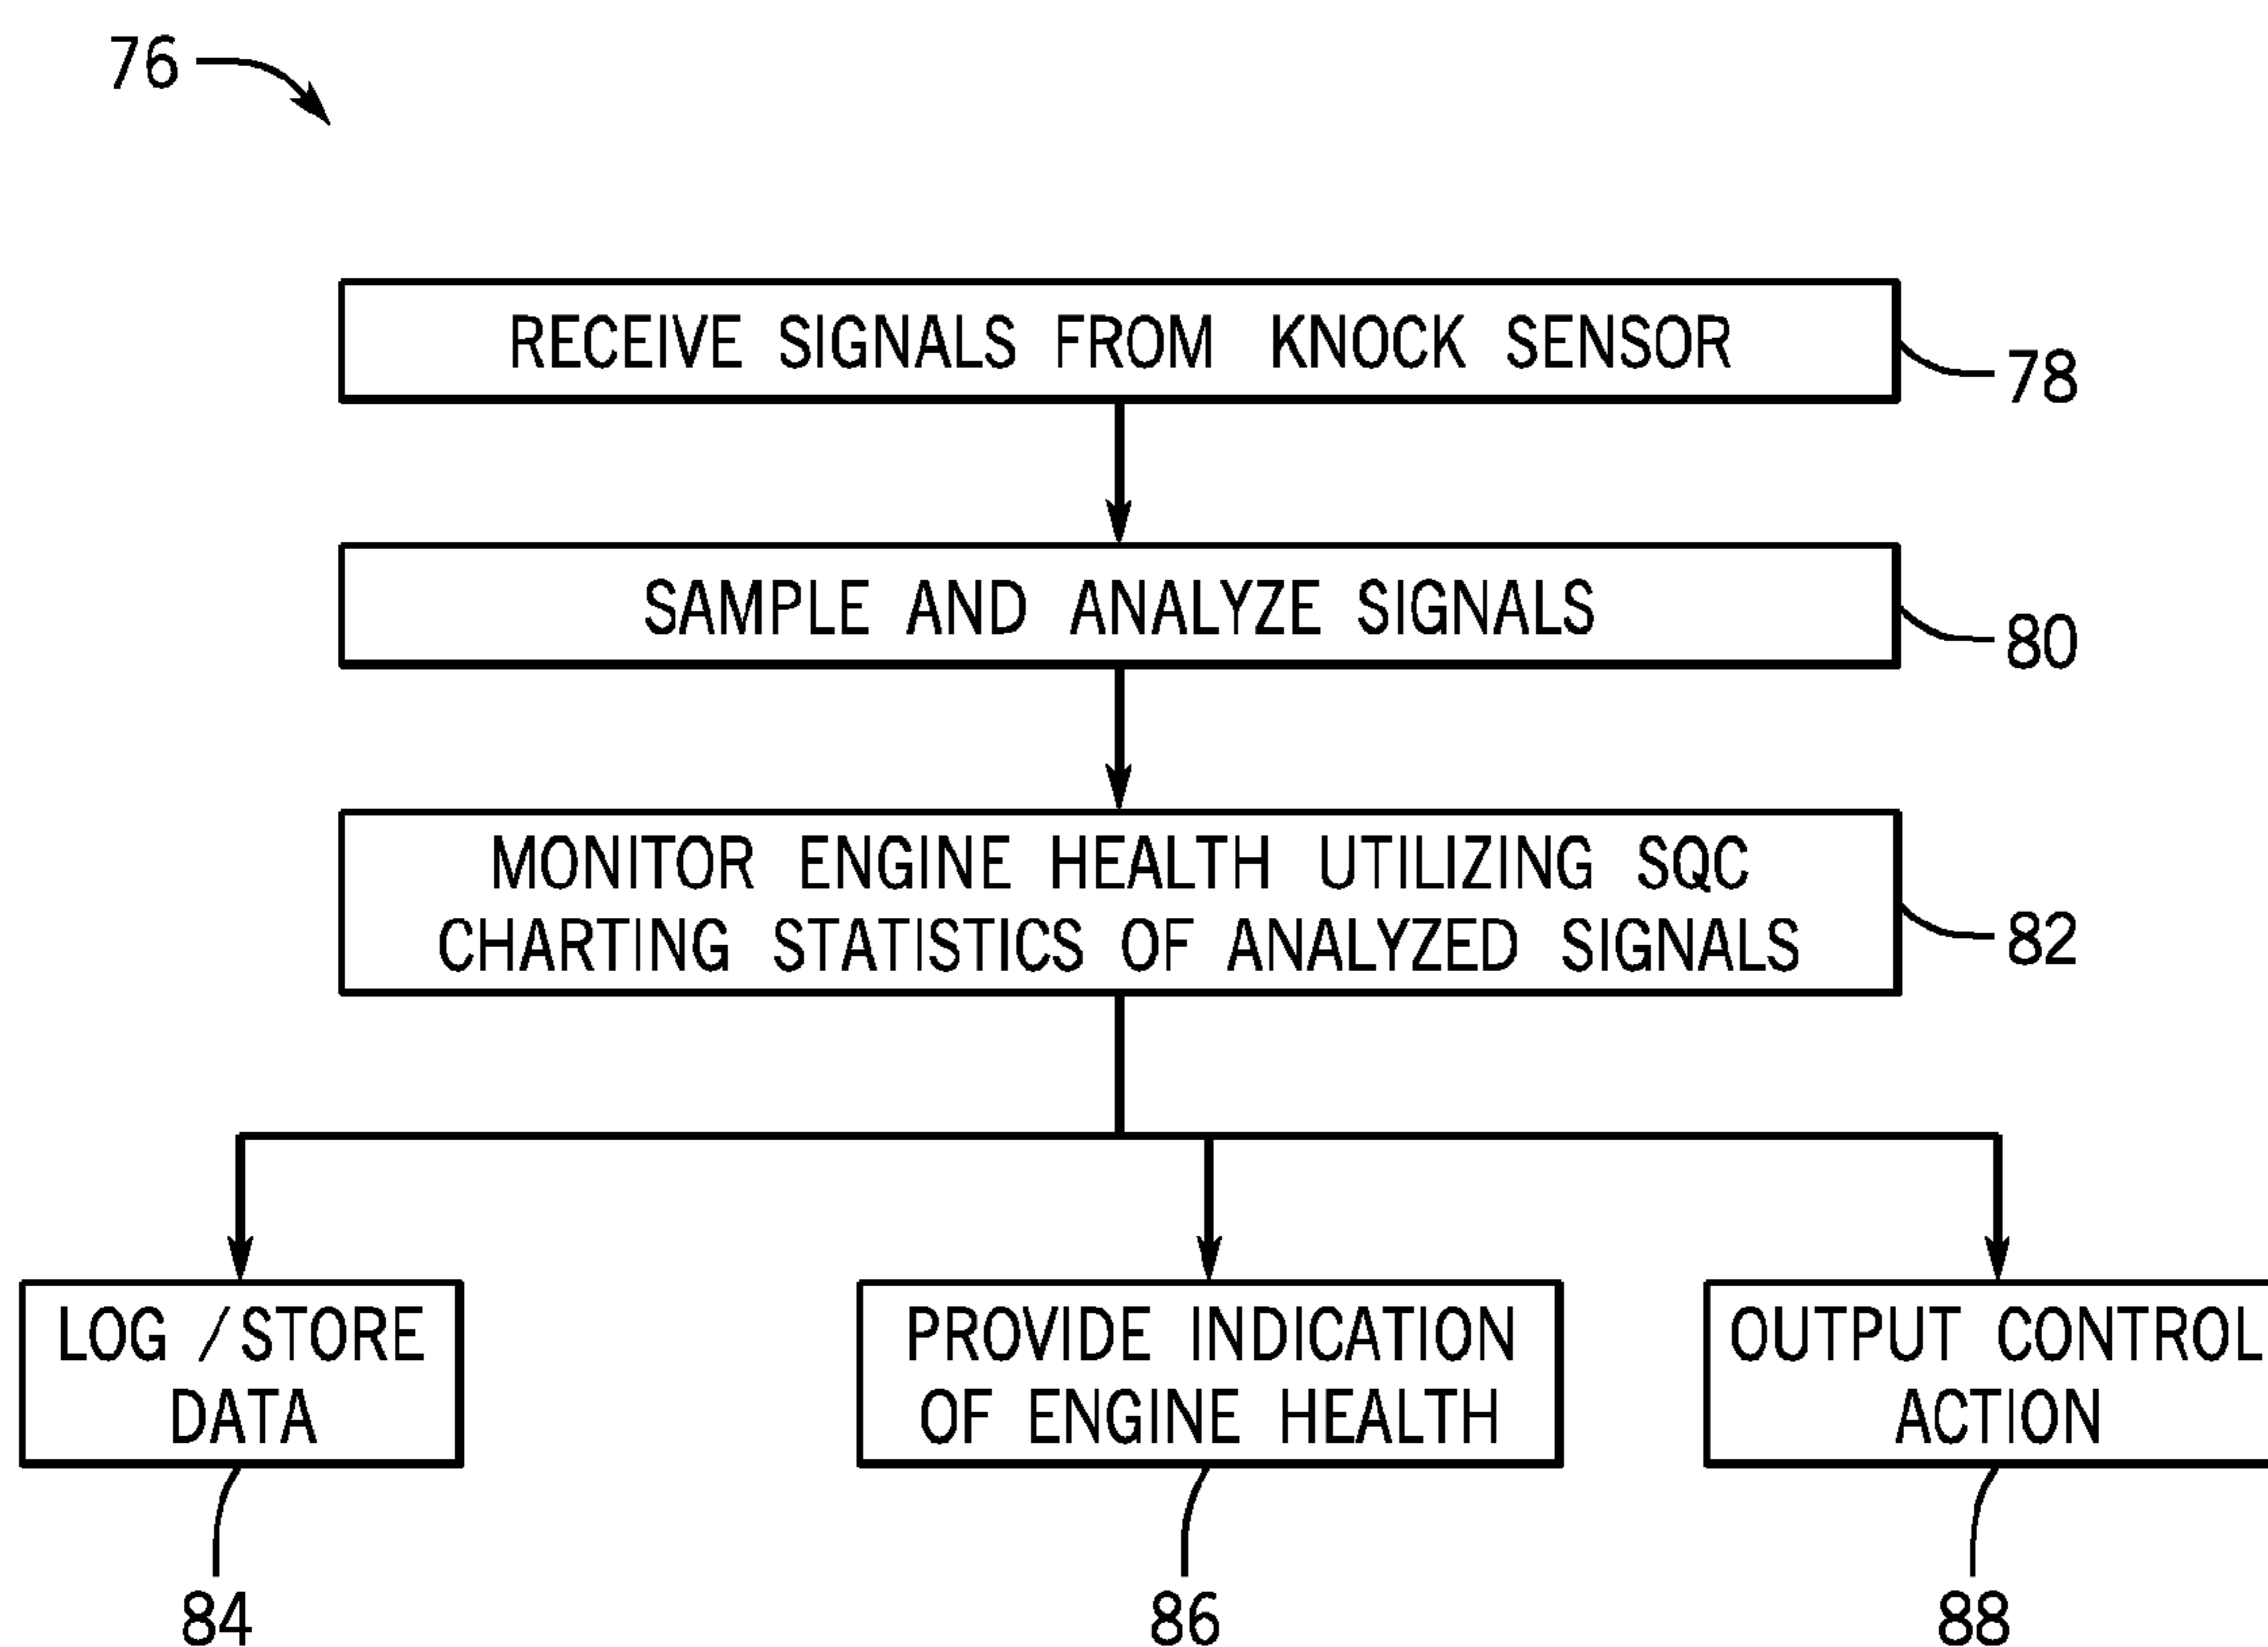 76
RECEIVE SIGNALS FROM KNOCK SENSOR
78
SAMPLE AND ANALYZE SIGNALS
80
MONITOR ENGINE HEALTH UTILIZING SQC
CHARTING STATISTICS OF ANALYZED SIGNALS
82
LOG /STORE
DATA
84
PROVIDE INDICATION
OF ENGINE HEALTH
86
OUTPUT CONTROL
ACTION
88